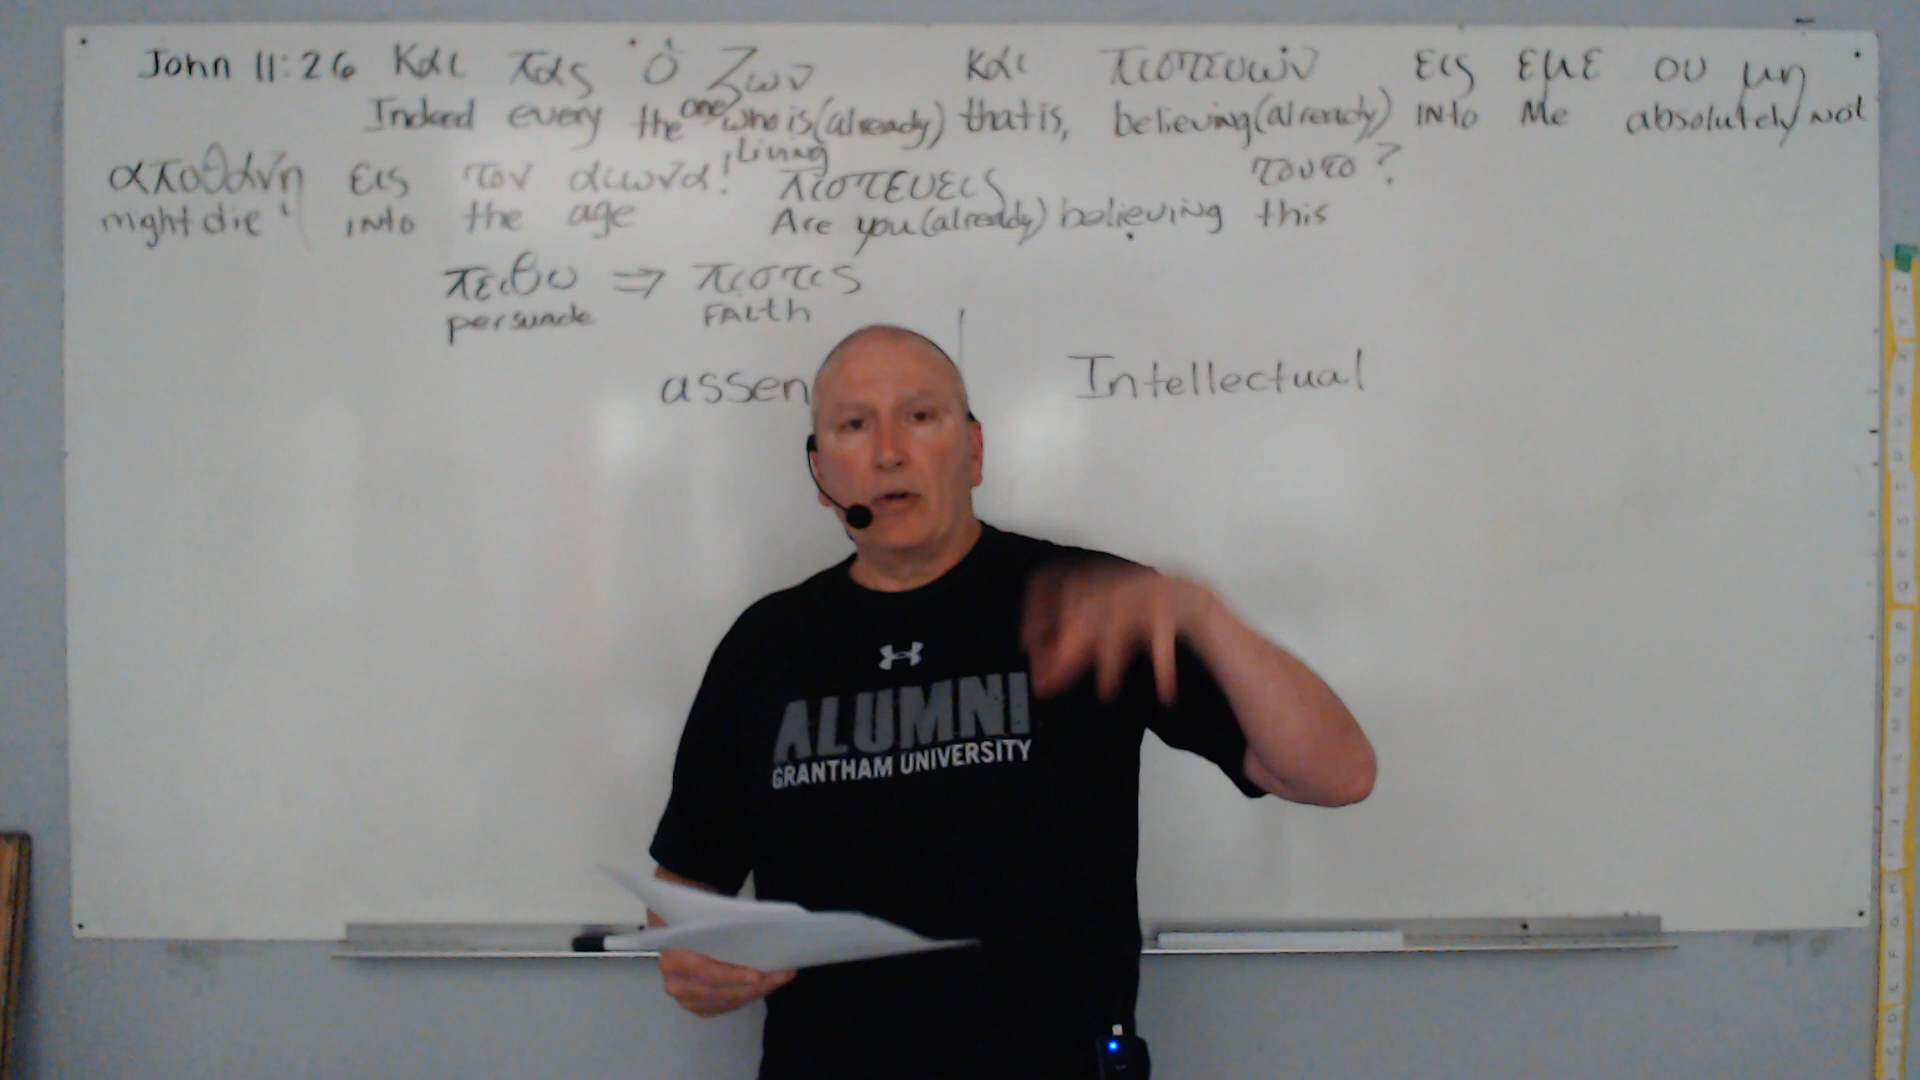 John 11:26 Και πας ὁ Ζων και πιστευων εις εμε ου μη
Indeed every the one who is (already) that is, believing (already) INto Me absolutely not
Living
αποθανη εις τον αιωνα! πιστευεις τουτο?
might die INto the age Are you (already) believing this
πειθω ⇒ πιστις
persuade FAith
assen Intellectual
ALUMNI
GRANTHAM UNIVERSITY